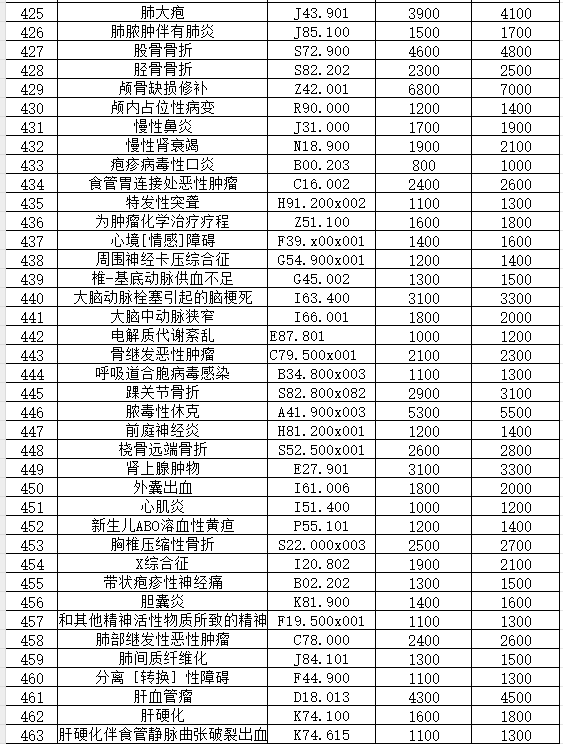 425 肺大疱 J43.901 3900 4100
426 肺脓肿伴有肺炎 J85.100 1500 1700
427 股骨骨折 S72.900 4600 4800
428 胫骨骨折 S82.202 2300 2500
429 颅骨缺损修补 Z42.001 6800 7000
430 颅内占位性病变 R90.000 1200 1400
431 慢性鼻炎 J31.000 1700 1900
432 慢性肾衰竭 N18.900 1900 2100
433 疱疹病毒性口炎 B00.203 800 1000
434 食管胃连接处恶性肿瘤 C16.002 2400 2600
435 特发性突聋 H91.200x002 1100 1300
436 为肿瘤化学治疗疗程 Z51.100 1600 1800
437 心境[情感]障碍 F39.x00x001 1400 1600
438 周围神经卡压综合征 G54.900x001 1200 1400
439 椎-基底动脉供血不足 G45.002 1300 1500
440 大脑动脉栓塞引起的脑梗死 I63.400 3100 3300
441 大脑中动脉狭窄 I66.001 1800 2000
442 电解质代谢紊乱 E87.801 1000 1200
443 骨继发恶性肿瘤 C79.500x001 2100 2300
444 呼吸道合胞病毒感染 B34.800x003 1100 1300
445 踝关节骨折 S82.800x082 2900 3100
446 脓毒性休克 A41.900x003 5300 5500
447 前庭神经炎 H81.200x001 1200 1400
448 桡骨远端骨折 S52.500x001 2600 2800
449 肾上腺肿物 E27.901 3100 3300
450 外囊出血 I61.006 1800 2000
451 心肌炎 I51.400 1000 1200
452 新生儿ABO溶血性黄疸 P55.101 1200 1400
453 胸椎压缩性骨折 S22.000x003 2500 2700
454 X综合征 I20.802 1900 2100
455 带状疱疹性神经痛 B02.202 1300 1500
456 胆囊炎 K81.900 1400 1600
457 和其他精神活性物质所致的精神 F19.500x001 1100 1300
458 肺部继发性恶性肿瘤 C78.000 2400 2600
459 肺间质纤维化 J84.101 1300 1500
460 分离［转换］性障碍 F44.900 1100 1300
461 肝血管瘤 D18.013 4300 4500
462 肝硬化 K74.100 1600 1800
463 肝硬化伴食管静脉曲张破裂出血 K74.615 1100 1300